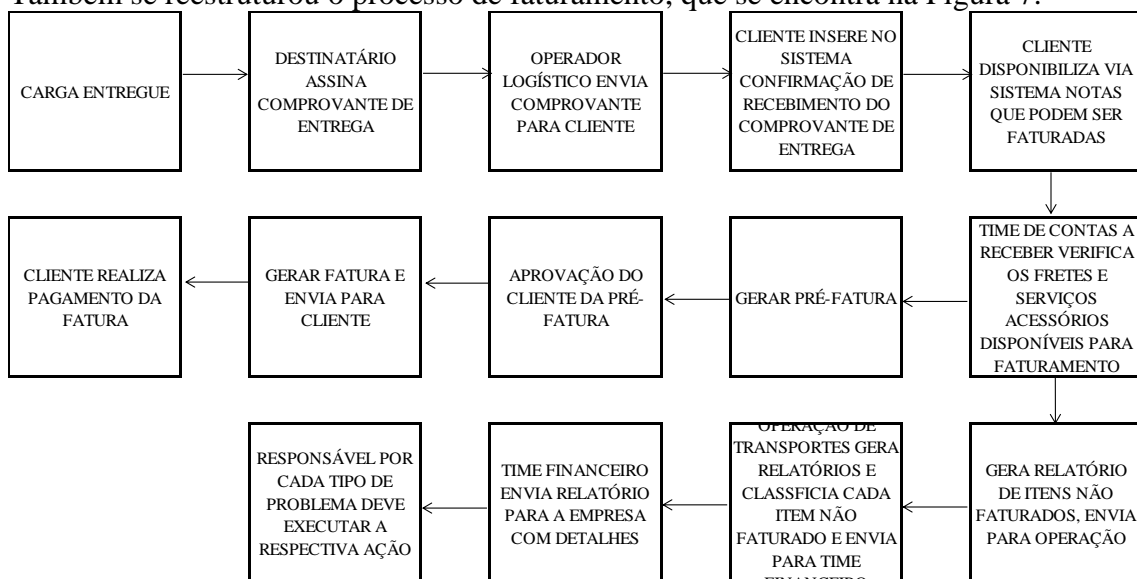 Também se reestruturou o processo de faturamento, que se encontra na Figura 7.
CARGA ENTREGUE
DESTINATÁRIO
ASSINA
COMPROVANTE DE
ENTREGA
OPERADOR
LOGÍSTICO ENVIA
COMPROVANTE
PARA CLIENTE
CLIENTE INSERE NO
SISTEMA
CONFIRMAÇÃO DE
RECEBIMENTO DO
COMPROVANTE DE
ENTREGA
CLIENTE
DISPONIBILIZA VIA
SISTEMA NOTAS
QUE PODEM SER
FATURADAS
TIME DE CONTAS A
RECEBER VERIFICA
OS FRETES E
SERVIÇOS
ACESSÓRIOS
DISPONÍVEIS PARA
FATURAMENTO
GERAR PRÉ-FATURA
APROVAÇÃO DO
CLIENTE DA PRÉ-
FATURA
GERAR FATURA E
ENVIA PARA
CLIENTE
CLIENTE REALIZA
PAGAMENTO DA
FATURA
GERA RELATÓRIO
DE ITENS NÃO
FATURADOS, ENVIA
PARA OPERAÇÃO
OPERAÇÃO DE
TRANSPORTES GERA
RELATÓRIOS E
CLASSFICIA CADA
ITEM NÃO
FATURADO E ENVIA
PARA TIME
FINANCEIRO
TIME FINANCEIRO
ENVIA RELATÓRIO
PARA A EMPRESA
COM DETALHES
RESPONSÁVEL POR
CADA TIPO DE
PROBLEMA DEVE
EXECUTAR A
RESPECTIVA AÇÃO